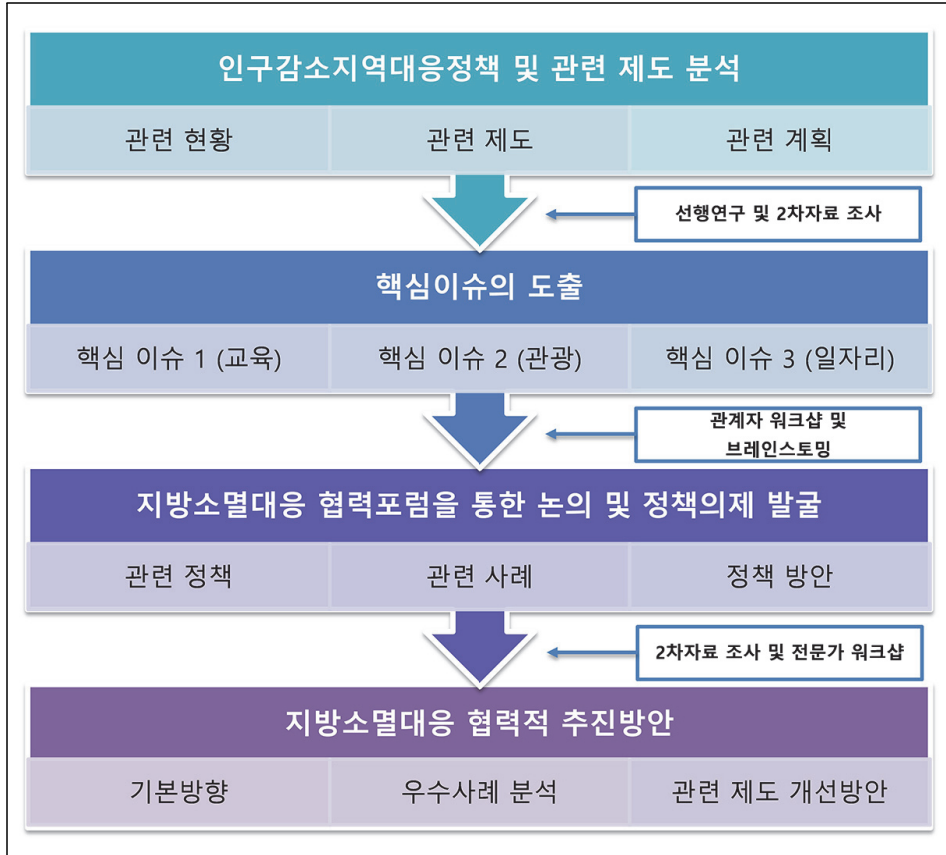 인구감소지역대응정책 및 관련 제도 분석
관련 현황
관련 제도
관련 계획
선행연구 및 2차자료 조사
핵심이슈의 도출
핵심 이슈 1 (교육)
핵심 이슈 2 (관광)
핵심 이슈 3 (일자리)
관계자 워크샵 및
브레인스토밍
지방소멸대응 협력포럼을 통한 논의 및 정책의제 발굴
관련 정책
관련 사례
정책 방안
2차자료 조사 및 전문가 워크샵
지방소멸대응 협력적 추진방안
기본방향
우수사례 분석
관련 제도 개선방안